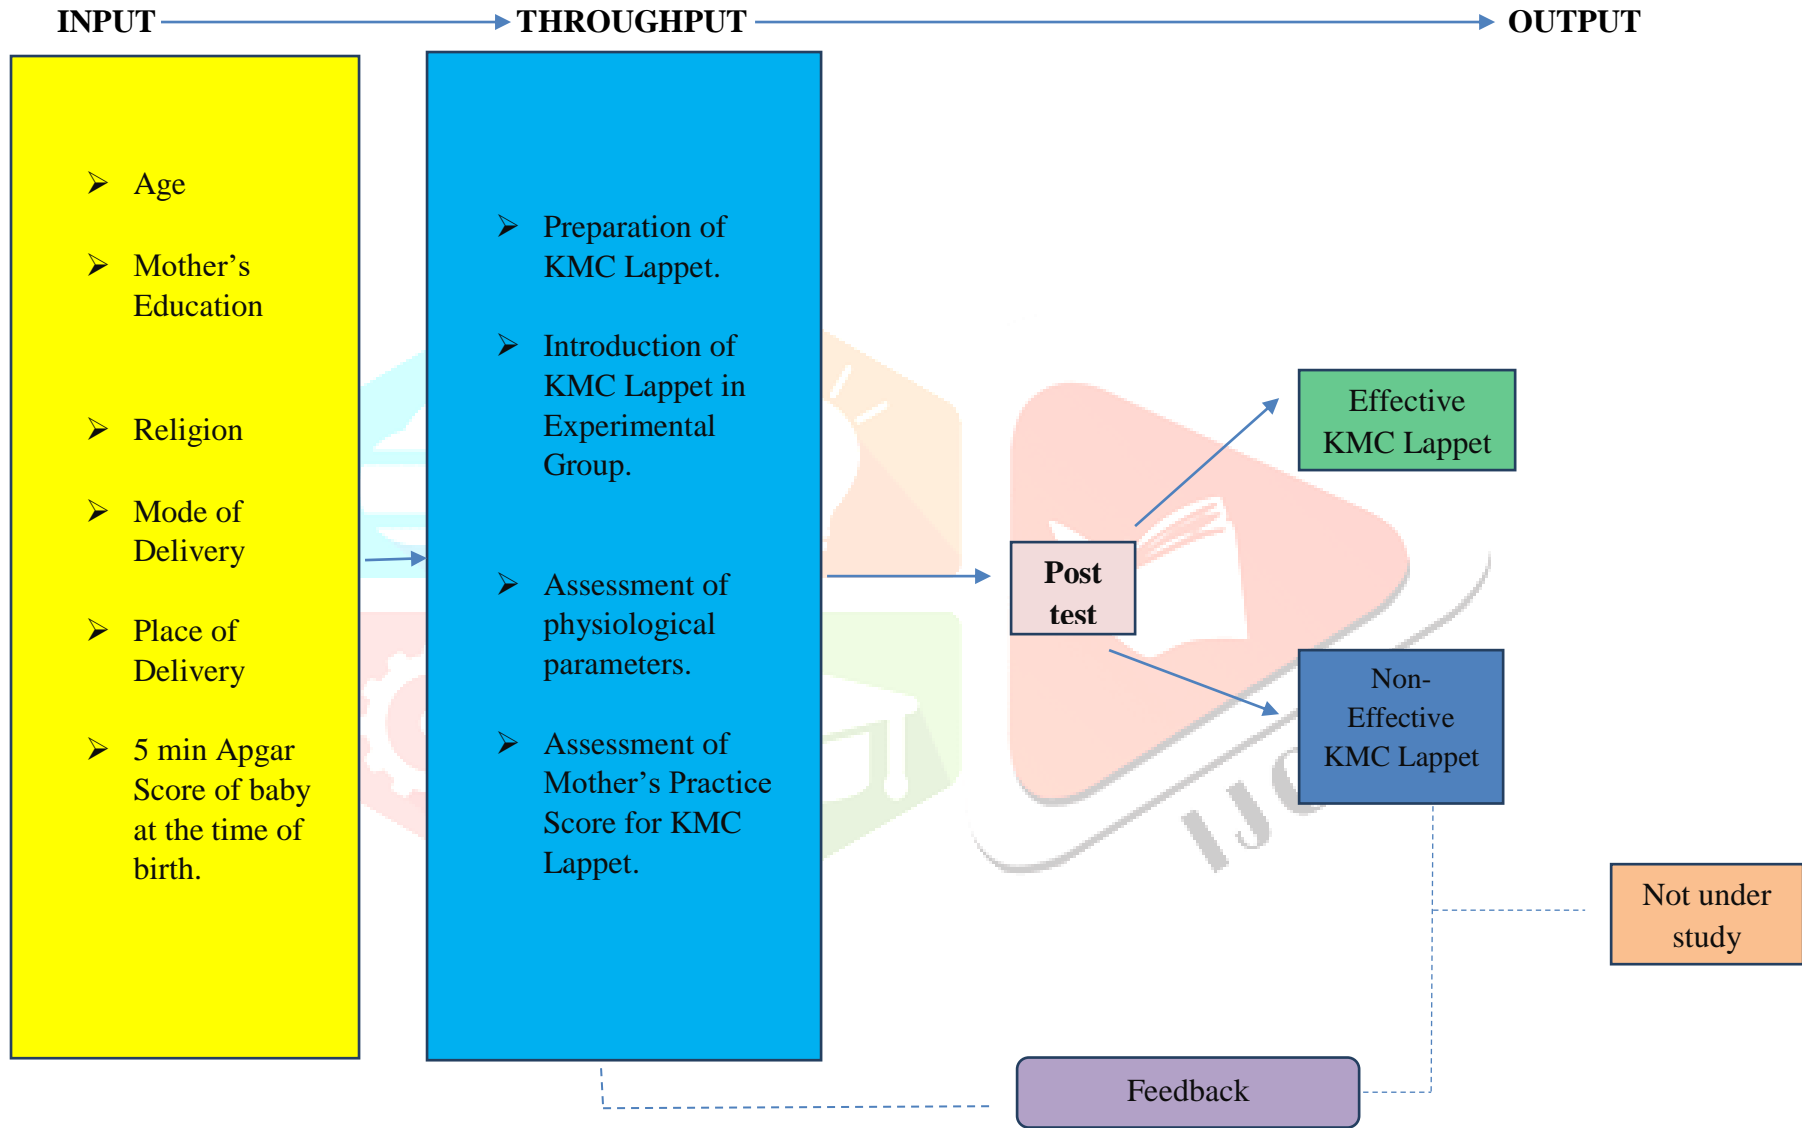 INPUT
THROUGHPUT
OUTPUT
➢ Age
➢ Mother’s
Education
➢ Religion
➢ Mode of
Delivery
➢ Place of
Delivery
➢ 5 min Apgar
Score of baby
at the time of
birth.
➢ Preparation of
KMC Lappet.
➢ Introduction of
KMC Lappet in
Experimental
Group.
➢ Assessment of
physiological
parameters.
➢ Assessment of
Mother’s Practice
Score for KMC
Lappet.
Post
test
Effective
KMC Lappet
Non-
Effective
KMC Lappet
Not under
study
Feedback